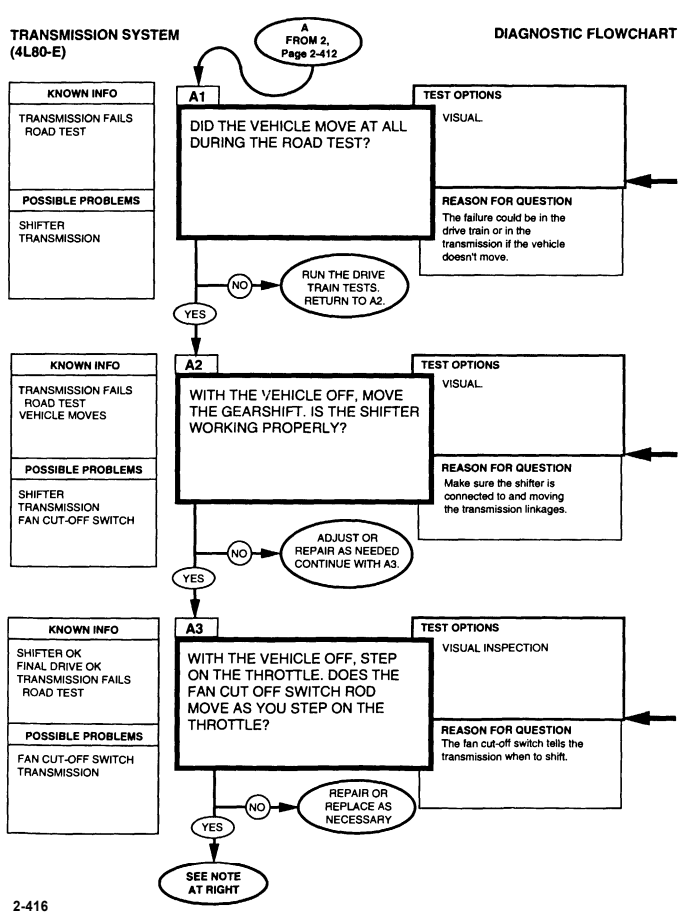 TRANSMISSION SYSTEM
(4L80-E)
A
FROM 2,
Page 2-412
DIAGNOSTIC FLOWCHART
KNOWN INFO
TRANSMISSION FAILS
ROAD TEST
POSSIBLE PROBLEMS
SHIFTER
TRANSMISSION
A1
DID THE VEHICLE MOVE AT ALL
DURING THE ROAD TEST?
TEST OPTIONS
VISUAL.
REASON FOR QUESTION
The failure could be in the
drive train or in the
transmission if the vehicle
doesn't move.
NO
RUN THE DRIVE
TRAIN TESTS.
RETURN TO A2.
YES
KNOWN INFO
TRANSMISSION FAILS
ROAD TEST
VEHICLE MOVES
POSSIBLE PROBLEMS
SHIFTER
TRANSMISSION
FAN CUT-OFF SWITCH
A2
WITH THE VEHICLE OFF, MOVE
THE GEARSHIFT. IS THE SHIFTER
WORKING PROPERLY?
TEST OPTIONS
VISUAL.
REASON FOR QUESTION
Make sure the shifter is
connected to and moving
the transmission linkages.
NO
ADJUST OR
REPAIR AS NEEDED
CONTINUE WITH A3.
YES
KNOWN INFO
SHIFTER OK
FINAL DRIVE OK
TRANSMISSION FAILS
ROAD TEST
POSSIBLE PROBLEMS
FAN CUT-OFF SWITCH
TRANSMISSION
A3
WITH THE VEHICLE OFF, STEP
ON THE THROTTLE. DOES THE
FAN CUT OFF SWITCH ROD
MOVE AS YOU STEP ON THE
THROTTLE?
TEST OPTIONS
VISUAL INSPECTION
REASON FOR QUESTION
The fan cut-off switch tells the
transmission when to shift.
NO
REPAIR OR
REPLACE AS
NECESSARY
YES
SEE NOTE
AT RIGHT
2-416